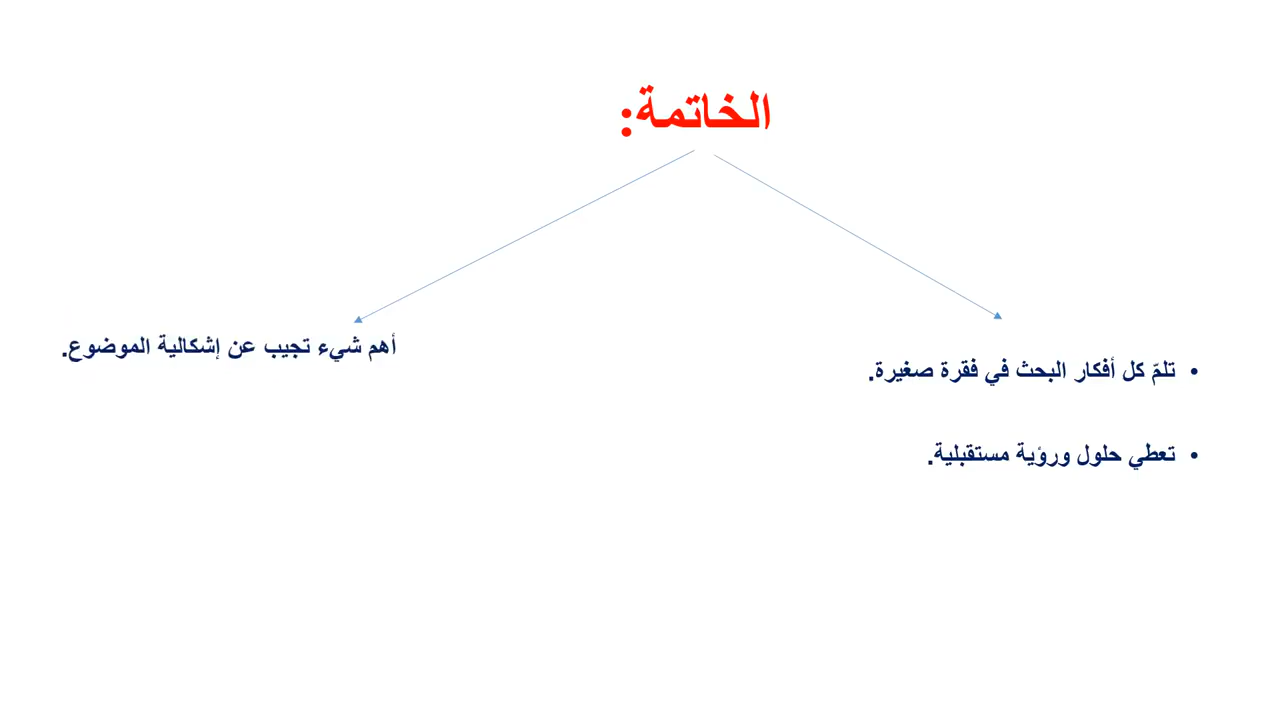 الخاتمة:
• تلمّ كل أفكار البحث في فقرة صغيرة.
• تعطي حلول ورؤية مستقبلية.
أهم شيء تجيب عن إشكالية الموضوع.